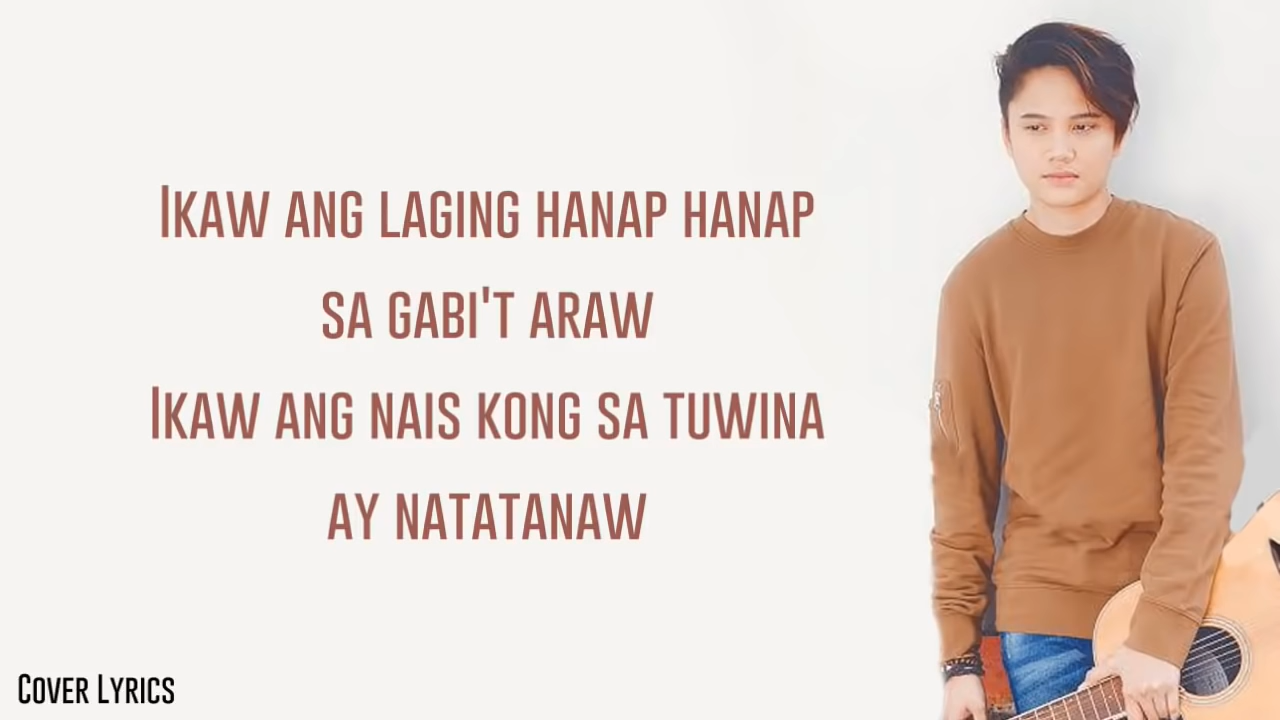 Ikaw ang laging hanap hanap
sa gabi't araw
Ikaw ang nais kong sa tuwina
ay natatanaw
Cover Lyrics